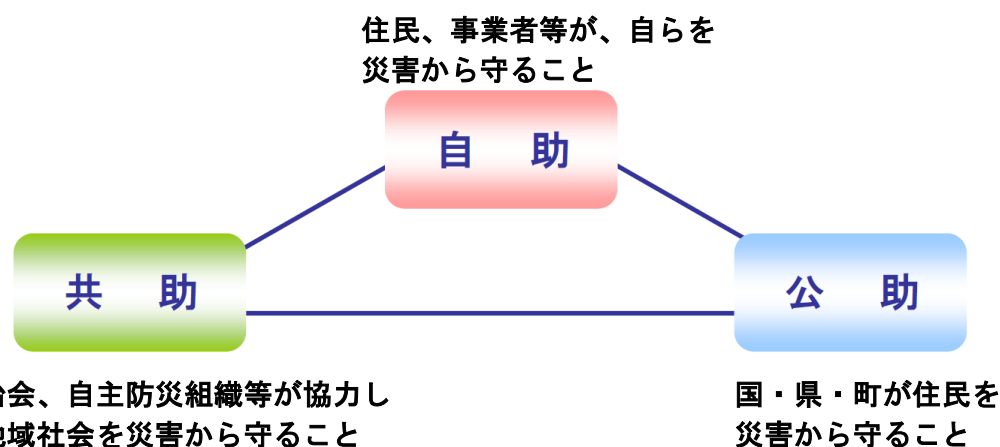 住民、事業者等が、自らを
災害から守ること
自 助
共 助
公 助
会、自主防災組織等が協力し
域社会を災害から守ること
国・県・町が住民を
災害から守ること